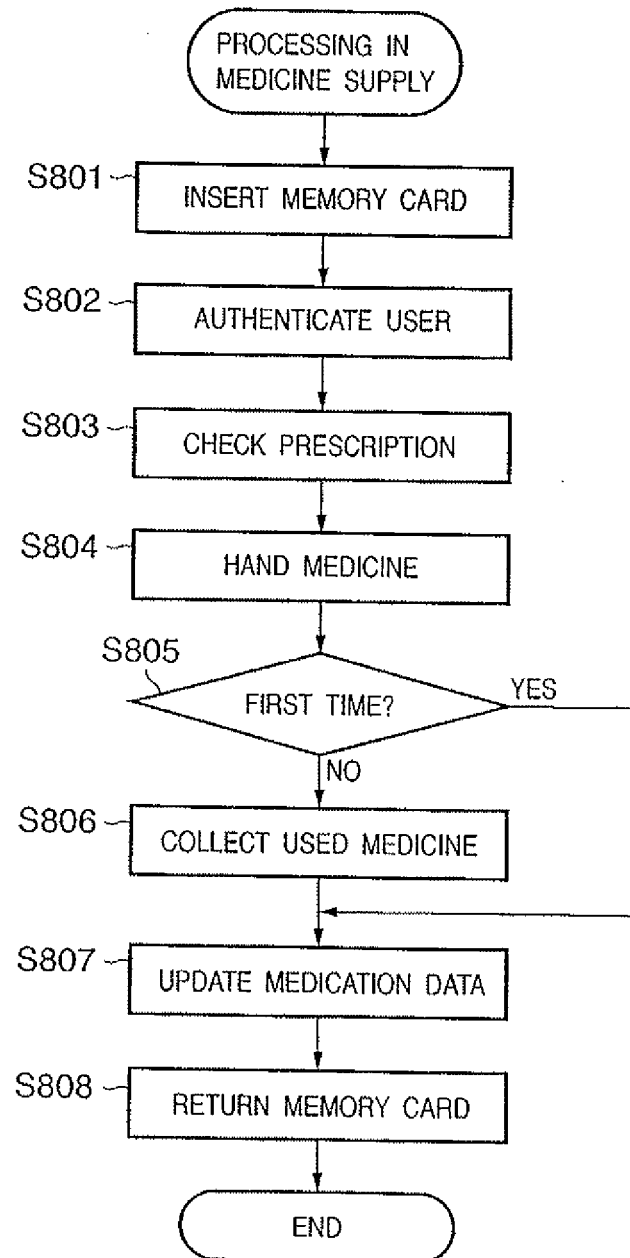 PROCESSING IN
MEDICINE SUPPLY
S801
INSERT MEMORY CARD
S802
AUTHENTICATE USER
S803
CHECK PRESCRIPTION
S804
HAND MEDICINE
S805
FIRST TIME?
YES
NO
S806
COLLECT USED MEDICINE
S807
UPDATE MEDICATION DATA
S808
RETURN MEMORY CARD
END